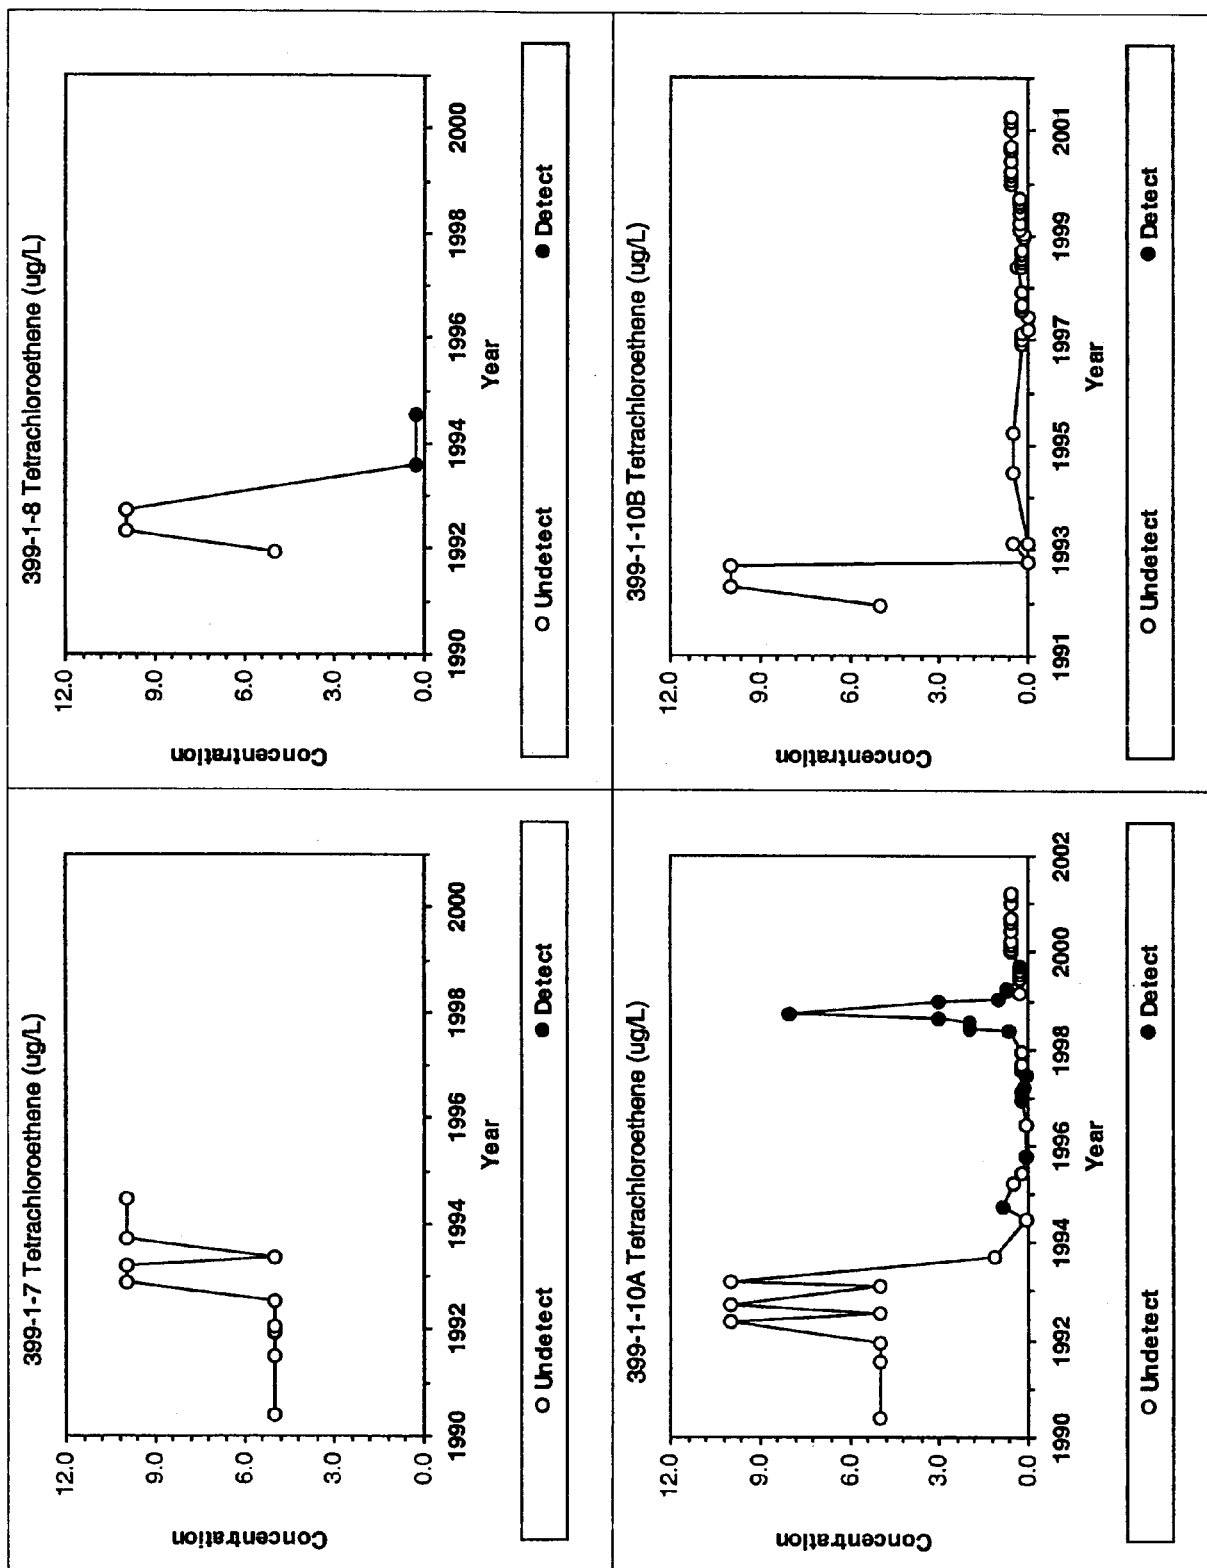 399-1-7 Tetrachloroethene (ug/L)
12.0
9.0
6.0
3.0
0.0
Concentration
1990 1992 1994 1996 1998 2000
Year
Undetect Detect
399-1-8 Tetrachloroethene (ug/L)
12.0
9.0
6.0
3.0
0.0
Concentration
1990 1992 1994 1996 1998 2000
Year
Undetect Detect
399-1-10A Tetrachloroethene (ug/L)
12.0
9.0
6.0
3.0
0.0
Concentration
1990 1992 1994 1996 1998 2000 2002
Year
Undetect Detect
399-1-10B Tetrachloroethene (ug/L)
12.0
9.0
6.0
3.0
0.0
Concentration
1991 1993 1995 1997 1999 2001
Year
Undetect Detect